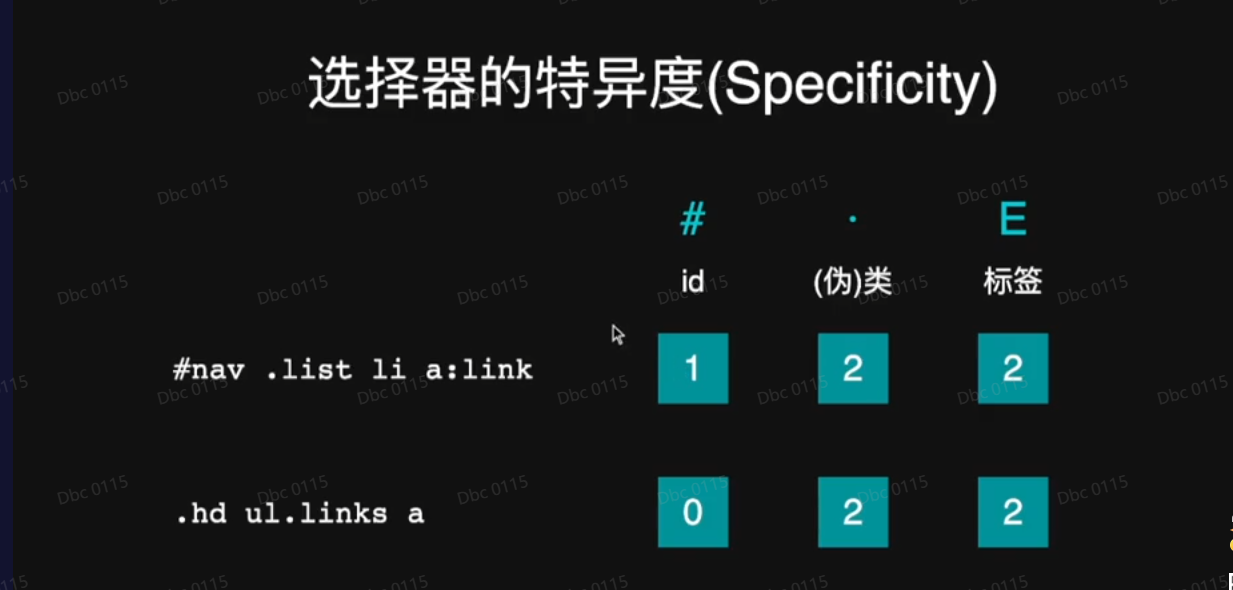 选择器的特异度(Specificity)
# . E
id (伪)类 标签
#nav .list li a:link 1 2 2
.hd ul.links a 0 2 2
Dbc 0115